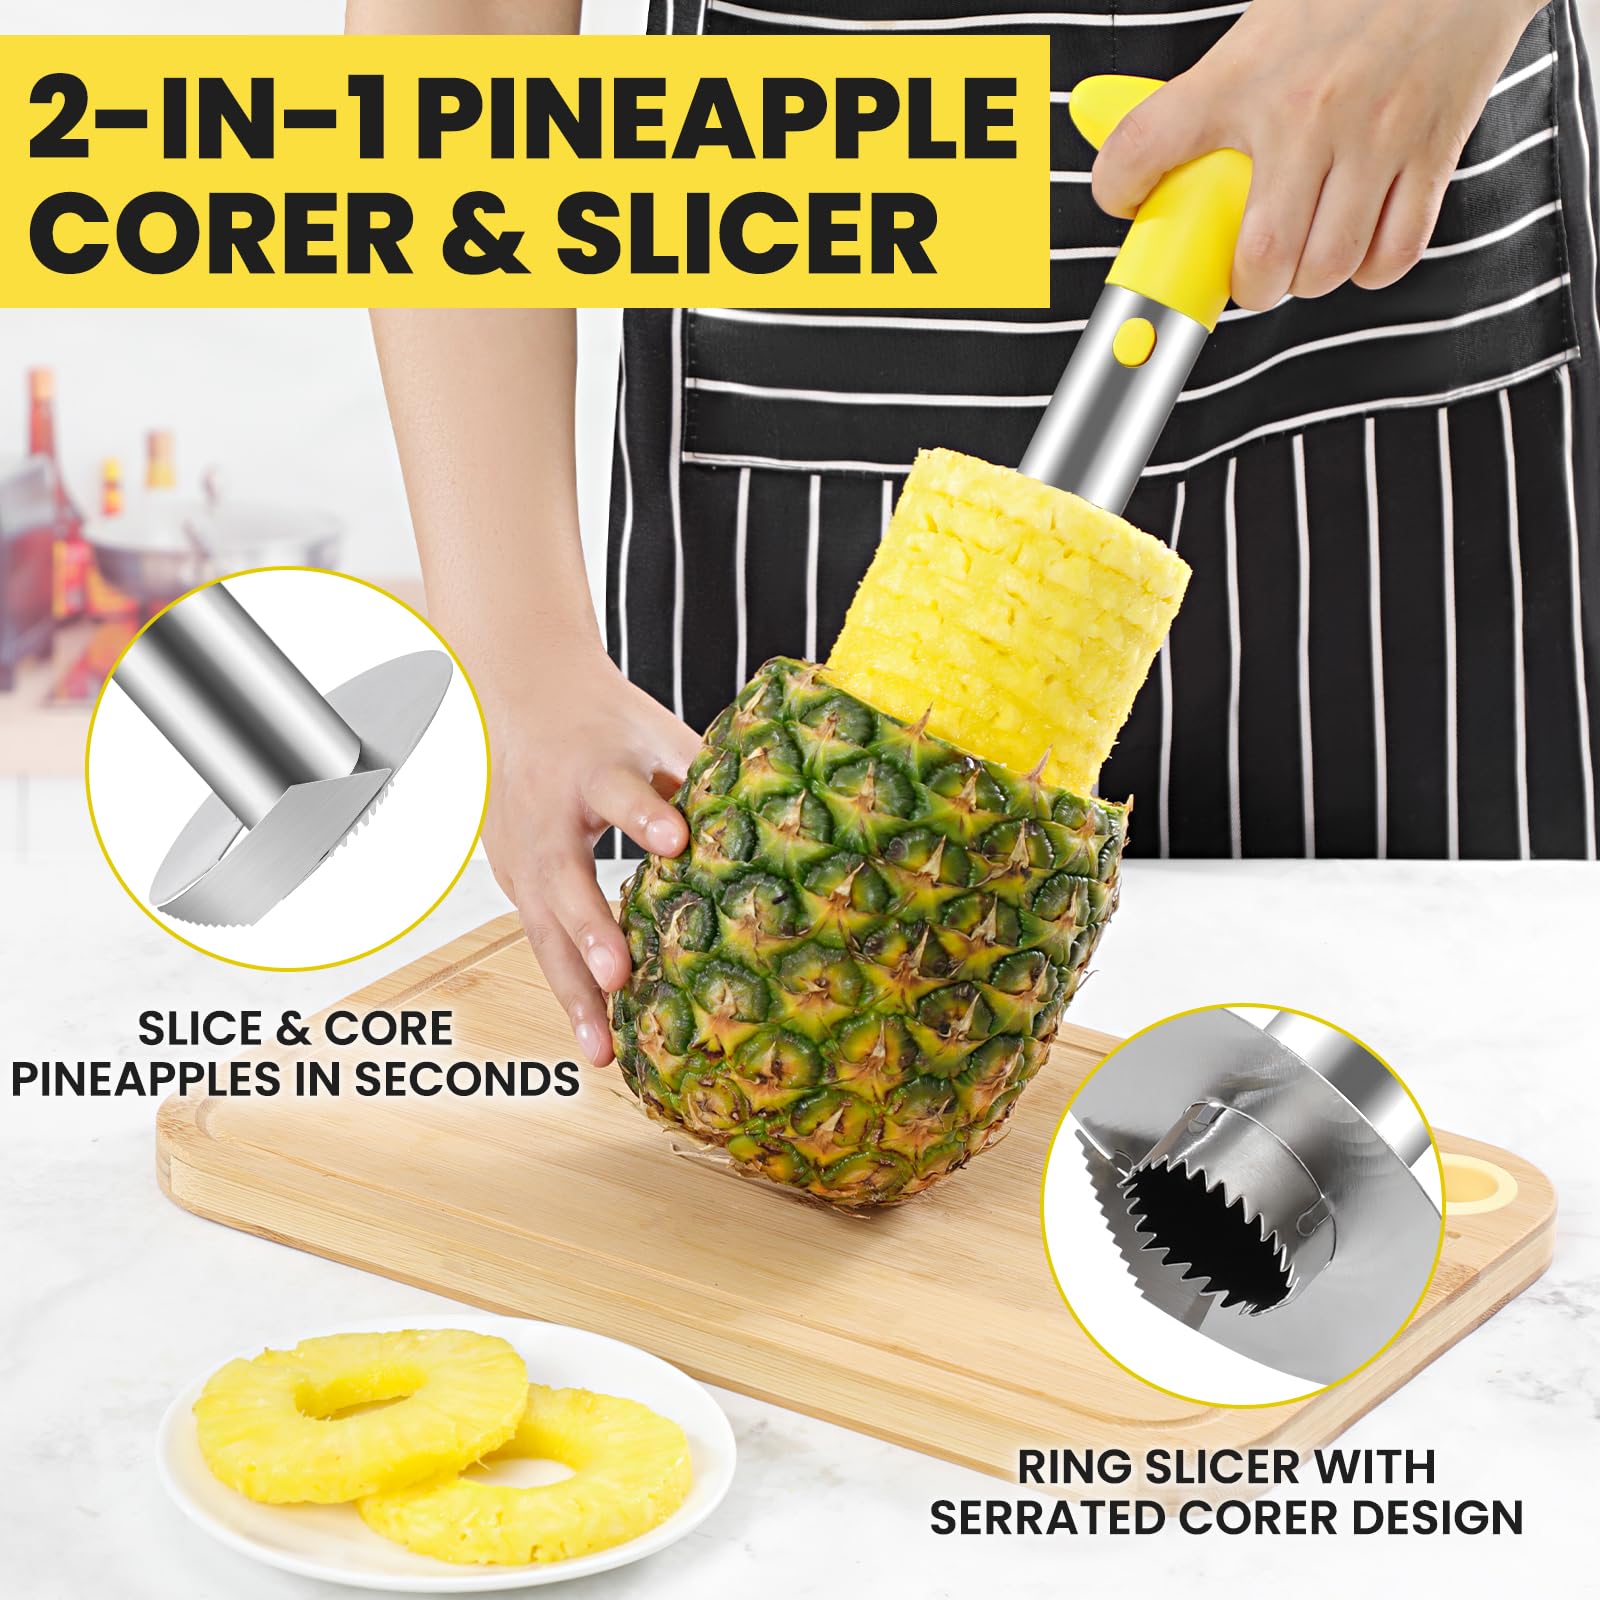 2-IN-1 PINEAPPLE
CORER & SLICER
SLICE & CORE
PINEAPPLES IN SECONDS
RING SLICER WITH
SERRATED CORER DESIGN